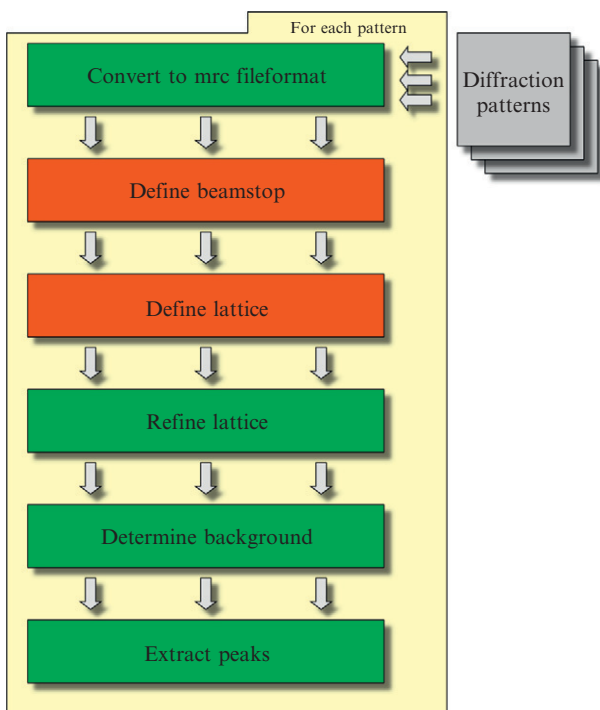 For each pattern
Convert to mrc fileformat
Diffraction
patterns
Define beamstop
Define lattice
Refine lattice
Determine background
Extract peaks